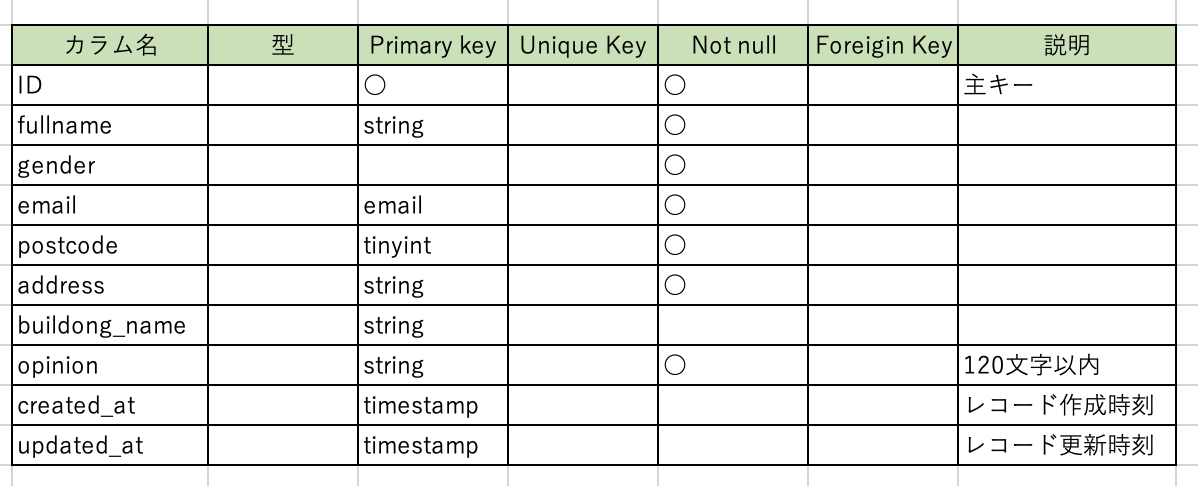 カラム名 型 Primary key Unique Key Not null Foreigin Key 説明
ID ○ ○ 主キー
fullname string ○
gender ○
email email ○
postcode tinyint ○
address string ○
buildong_name string
opinion string ○ 120文字以内
created_at timestamp レコード作成時刻
updated_at timestamp レコード更新時刻